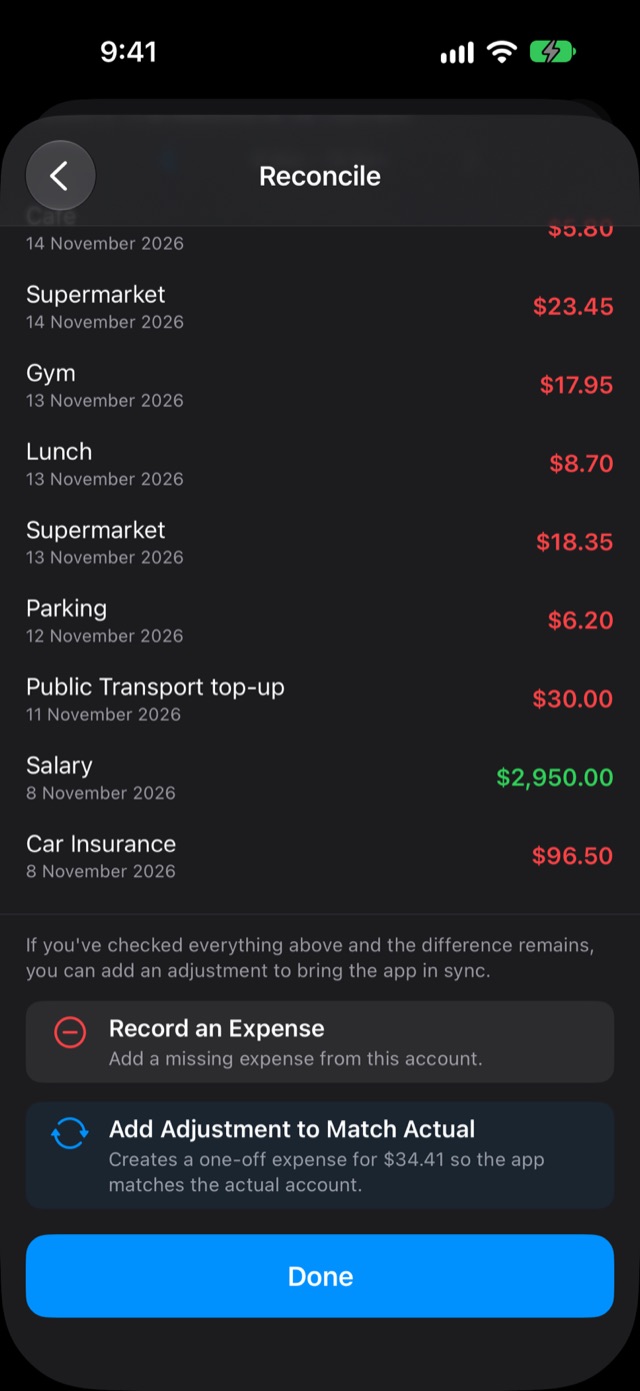 9:41
Reconcile
Cafe
$5.80
14 November 2026
Supermarket
$23.45
14 November 2026
Gym
$17.95
13 November 2026
Lunch
$8.70
13 November 2026
Supermarket
$18.35
13 November 2026
Parking
$6.20
12 November 2026
Public Transport top-up
$30.00
11 November 2026
Salary
$2,950.00
8 November 2026
Car Insurance
$96.50
8 November 2026
If you've checked everything above and the difference remains,
you can add an adjustment to bring the app in sync.
Record an Expense
Add a missing expense from this account.
Add Adjustment to Match Actual
Creates a one-off expense for $34.41 so the app
matches the actual account.
Done